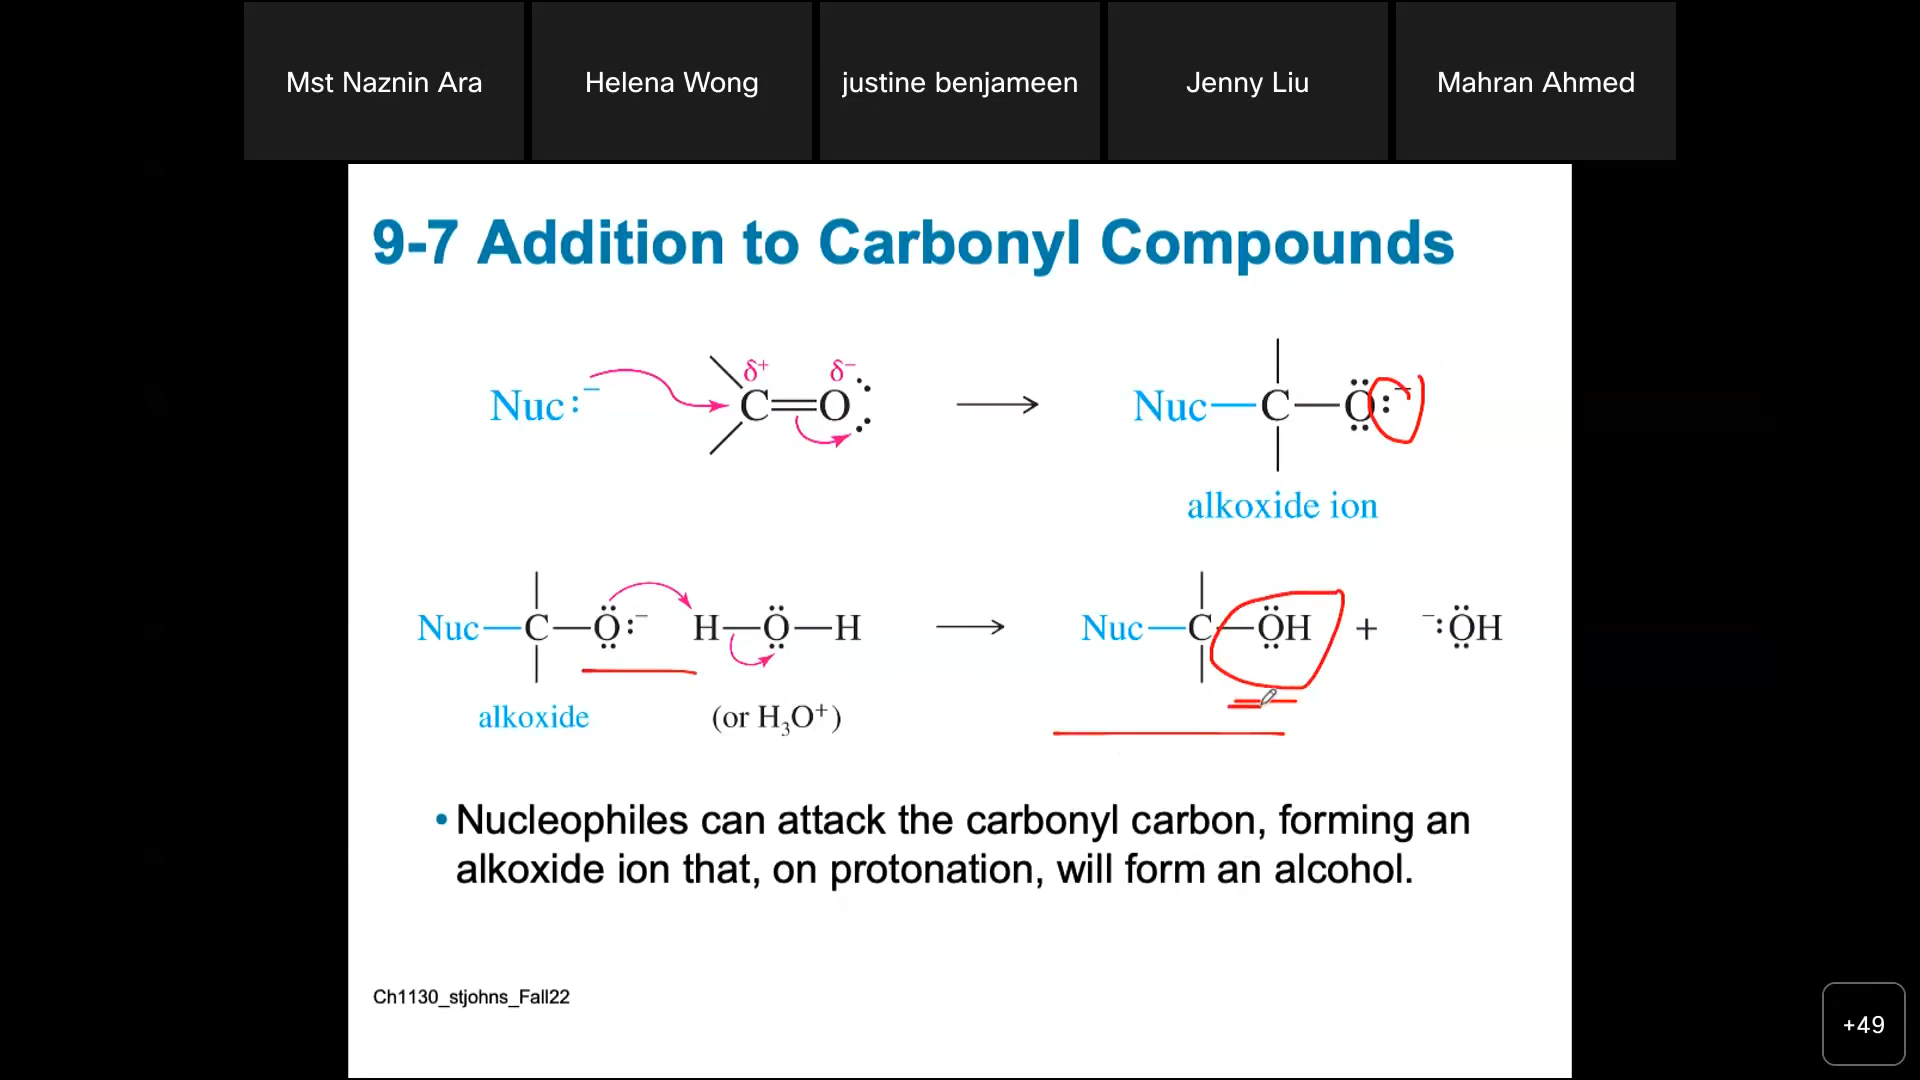 Mst Naznin Ara
Helena Wong
justine benjameen
Jenny Liu
Mahran Ahmed
9-7 Addition to Carbonyl Compounds
Nuc:⁻ C=O δ⁺ δ⁻ → Nuc—C—O:⁻
alkoxide ion
Nuc—C—O:⁻ H—O—H → Nuc—C—OH + ⁻:OH
alkoxide (or H₃O⁺)
• Nucleophiles can attack the carbonyl carbon, forming an
alkoxide ion that, on protonation, will form an alcohol.
Ch1130_stjohns_Fall22
+49